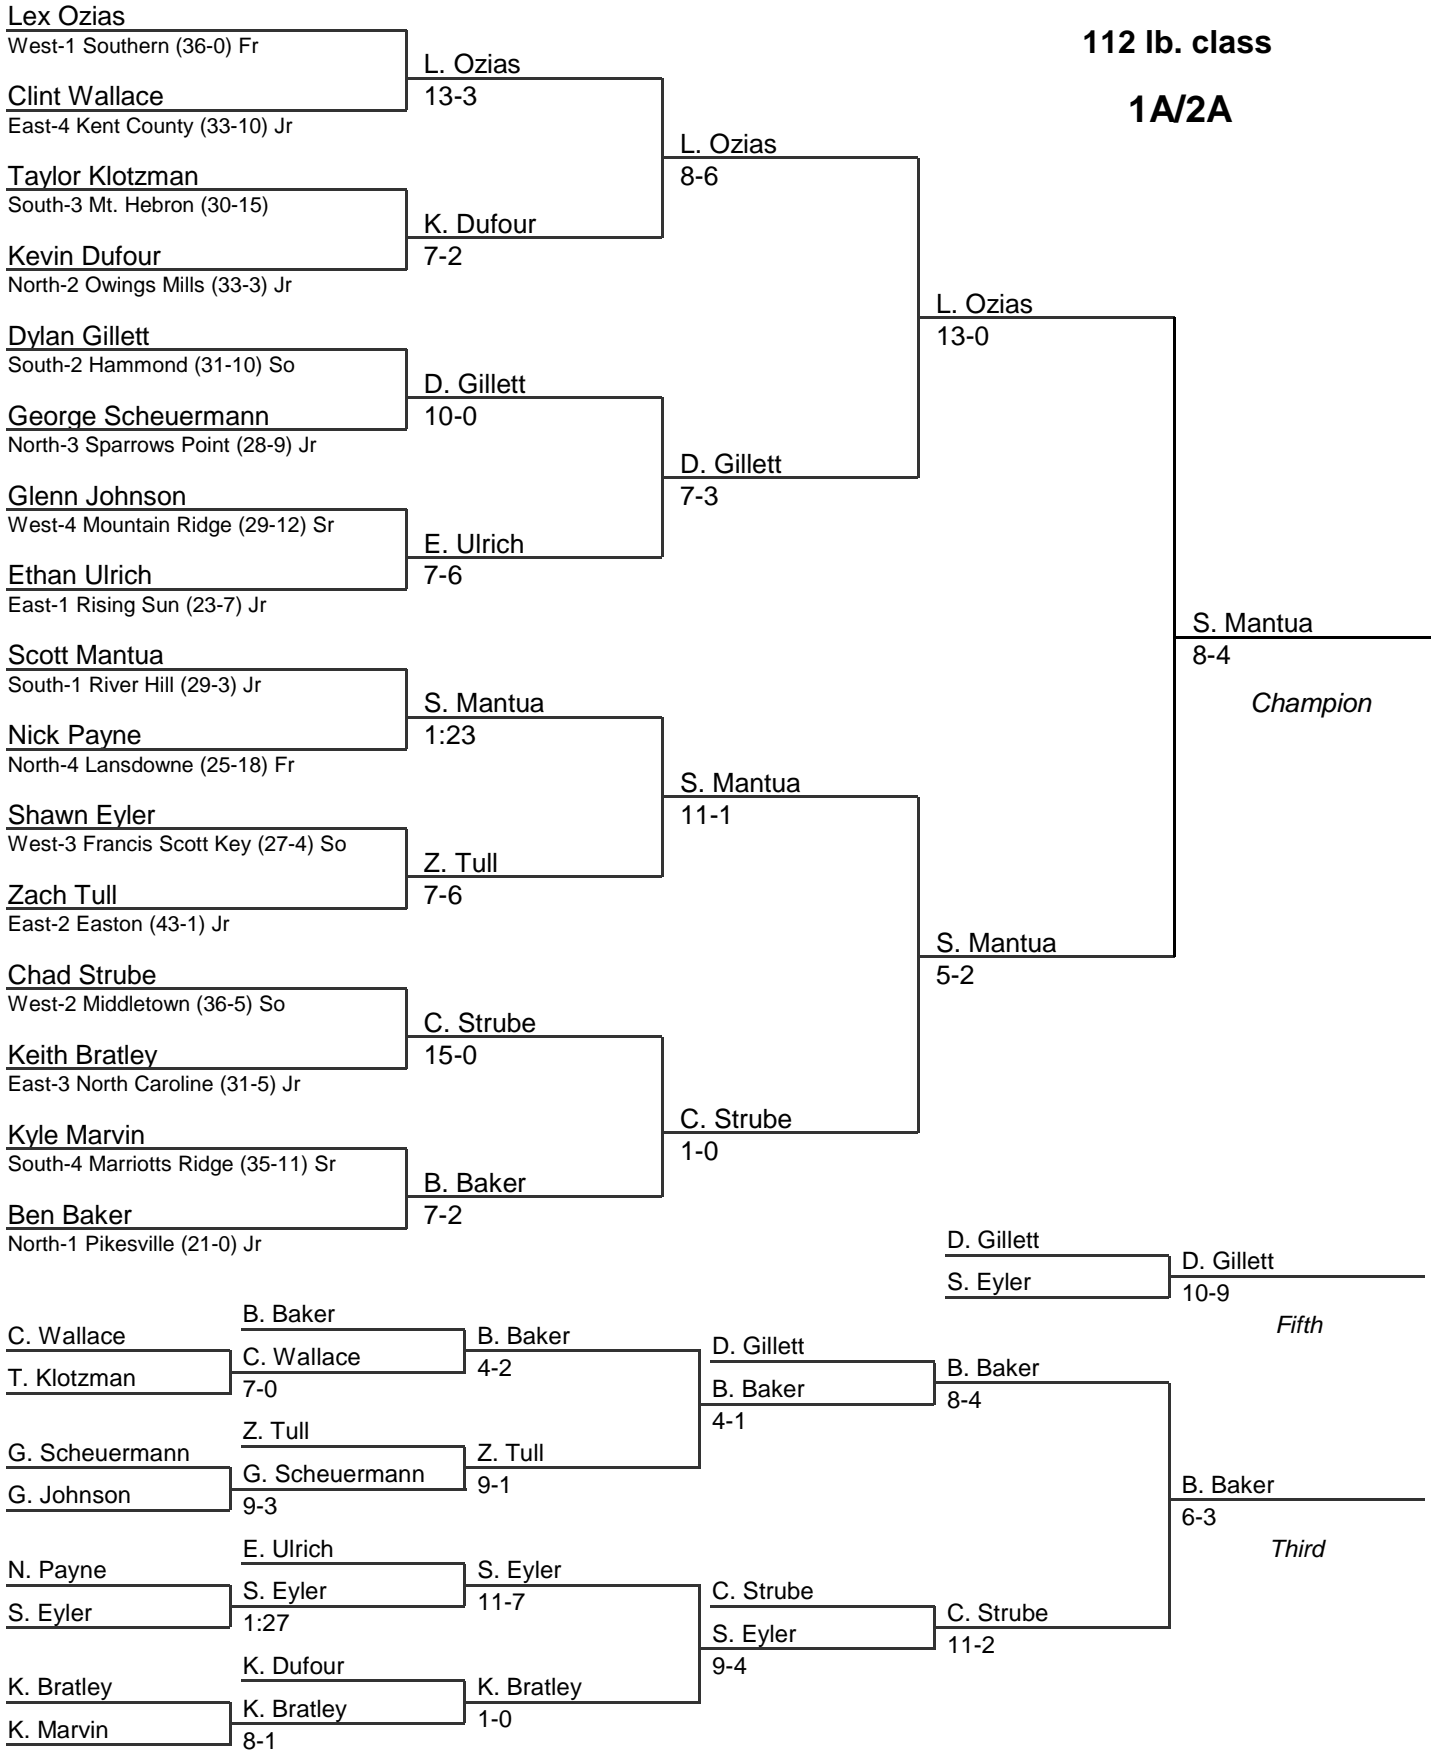 112 lb. class
1A/2A
Lex Ozias
West-1 Southern (36-0) Fr
L. Ozias
13-3
Clint Wallace
East-4 Kent County (33-10) Jr
L. Ozias
8-6
Taylor Klotzman
South-3 Mt. Hebron (30-15)
K. Dufour
7-2
Kevin Dufour
North-2 Owings Mills (33-3) Jr
L. Ozias
13-0
Dylan Gillett
South-2 Hammond (31-10) So
D. Gillett
10-0
George Scheuermann
North-3 Sparrows Point (28-9) Jr
D. Gillett
7-3
Glenn Johnson
West-4 Mountain Ridge (29-12) Sr
E. Ulrich
7-6
Ethan Ulrich
East-1 Rising Sun (23-7) Jr
S. Mantua
8-4
Champion
Scott Mantua
South-1 River Hill (29-3) Jr
S. Mantua
1:23
Nick Payne
North-4 Lansdowne (25-18) Fr
S. Mantua
11-1
Shawn Eyler
West-3 Francis Scott Key (27-4) So
Z. Tull
7-6
Zach Tull
East-2 Easton (43-1) Jr
S. Mantua
5-2
Chad Strube
West-2 Middletown (36-5) So
C. Strube
15-0
Keith Bratley
East-3 North Caroline (31-5) Jr
C. Strube
1-0
Kyle Marvin
South-4 Marriotts Ridge (35-11) Sr
B. Baker
7-2
Ben Baker
North-1 Pikesville (21-0) Jr
D. Gillett
S. Eyler
D. Gillett
10-9
Fifth
C. Wallace
T. Klotzman
B. Baker
C. Wallace
7-0
B. Baker
4-2
D. Gillett
B. Baker
4-1
B. Baker
8-4
G. Scheuermann
G. Johnson
Z. Tull
G. Scheuermann
9-3
Z. Tull
9-1
B. Baker
6-3
Third
N. Payne
S. Eyler
E. Ulrich
S. Eyler
1:27
S. Eyler
11-7
C. Strube
S. Eyler
9-4
C. Strube
11-2
K. Bratley
K. Marvin
K. Dufour
K. Bratley
8-1
K. Bratley
1-0